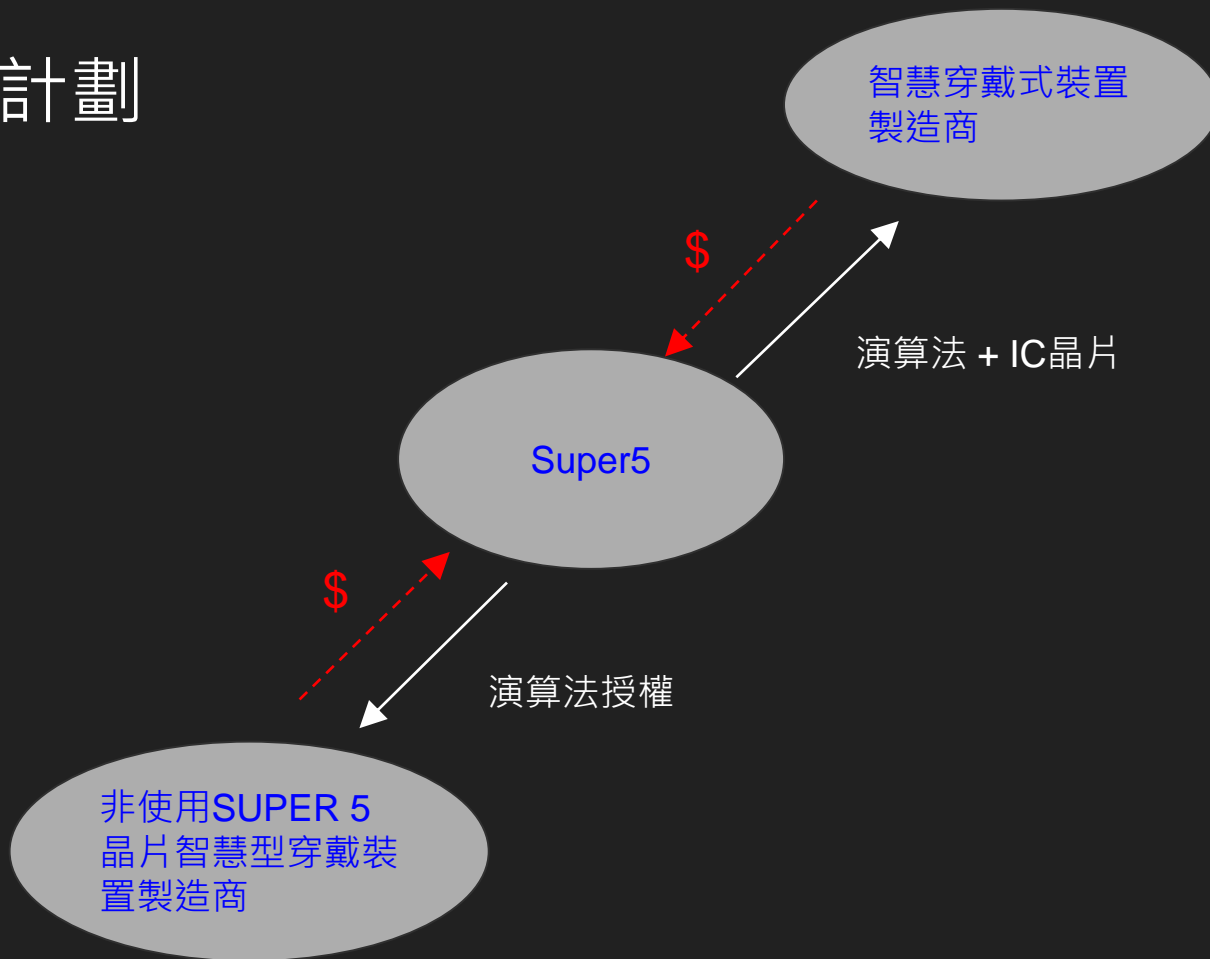 計劃
智慧穿戴式裝置
製造商
$
演算法 + IC晶片
Super5
$
演算法授權
非使用SUPER 5
晶片智慧型穿戴裝
置製造商